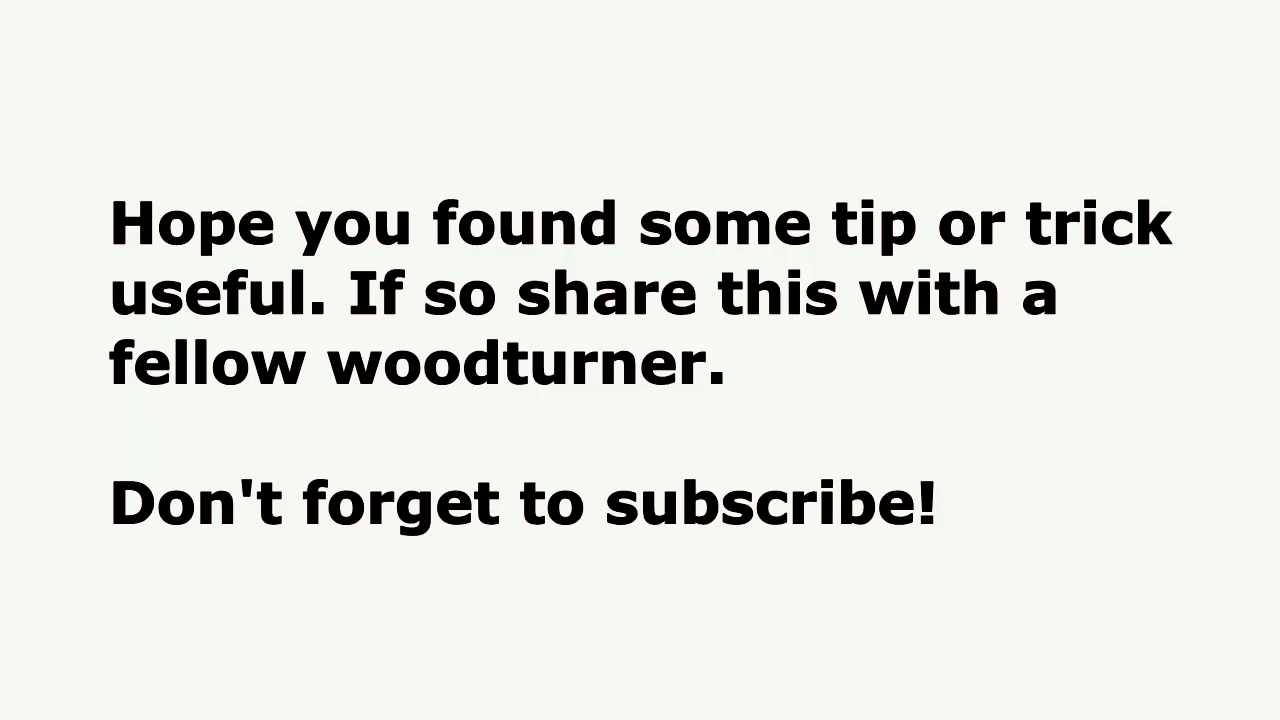 Hope you found some tip or trick
useful. If so share this with a
fellow woodturner.
Don't forget to subscribe!